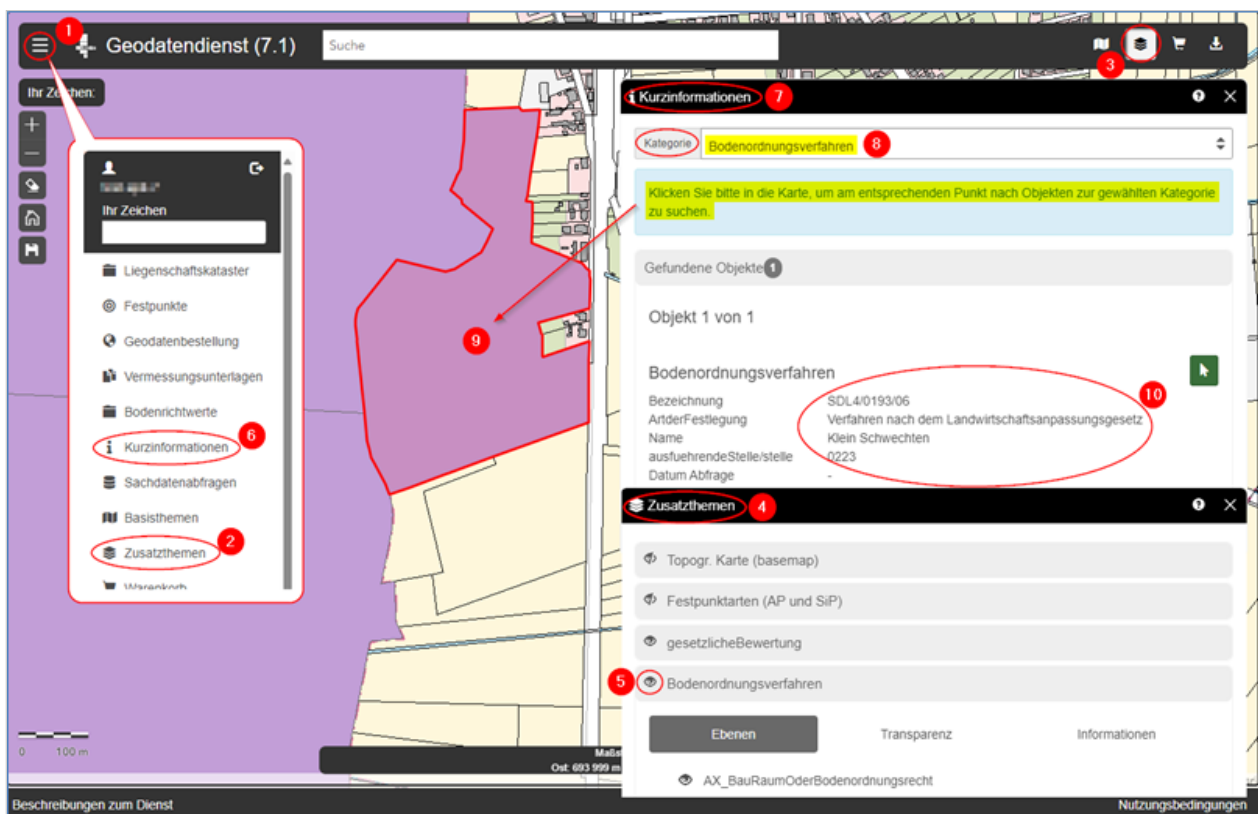 1
Geodatendienst (7.1)
Suche
3
Ihr Zeichen:
Ihr Zeichen
Liegenschaftskataster
Festpunkte
Geodatenbestellung
Vermessungsunterlagen
Bodenrichtwerte
6
Kurzinformationen
Sachdatenabfragen
Basisthemen
2
Zusatzthemen
Warenkorb
9
Kurzinformationen 7
Kategorie Bodenordnungsverfahren 8
Klicken Sie bitte in die Karte, um am entsprechenden Punkt nach Objekten zur gewählten Kategorie
zu suchen.
Gefundene Objekte 1
Objekt 1 von 1
Bodenordnungsverfahren
10
Bezeichnung SDL4/0193/06
ArtderFestlegung Verfahren nach dem Landwirtschaftsanpassungsgesetz
Name Klein Schwechten
ausfuehrendeStelle/stelle 0223
Datum Abfrage -
Zusatzthemen 4
Topogr. Karte (basemap)
Festpunktarten (AP und SiP)
gesetzlicheBewertung
5 Bodenordnungsverfahren
Ebenen Transparenz Informationen
AX_BauRaumOderBodenordnungsrecht
0 100 m
Ost: 693 999 m
Beschreibungen zum Dienst Nutzungsbedingungen